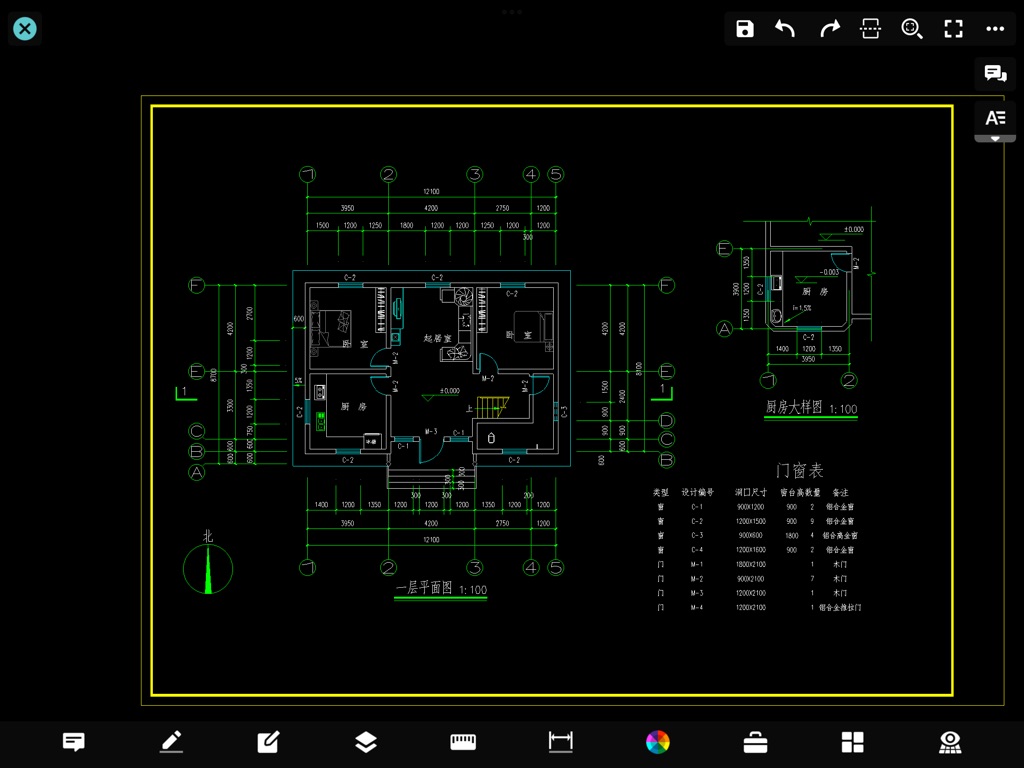 1 2 3 4 5
12100
3950 4200 2750 1200
1500 1200 1250 1800 1200 1200 1250 1200 1200
300
C-2 C-2 C-2
F F
600
2700 4200 8700
4200 8100
卧 室
起居室
卧 室
M-2
±0.000
M-2
E E
1200 300 1350 3300 1200 750
1500 2400 900 900 900
1 1
C-2
厨 房
M-2
M-2
上
C-3
M-3
C-1 C-1
冰箱
C-2 C-2
C D
B C
A B
600 600 600 600
600 600
300 300 200
1400 1200 1350 1200 1200 1200 1350 1200 1200
3950 4200 2750 1200
12100
1 2 3 4 5
一层平面图 1:100
北
±0.000
E
M-2
-0.003
1350
3900 1200
1350
C-2
厨 房
i=1.5%
A
C-2
1400 1200 1350
3950
1 2
厨房大样图 1:100
门窗表
类型 设计编号 洞口尺寸 窗台高 数量 备注
窗 C-1 900X1200 900 2 铝合金窗
窗 C-2 1200X1500 900 9 铝合金窗
窗 C-3 900X600 1800 4 铝合高金窗
窗 C-4 1200X1600 900 2 铝合金窗
门 M-1 1800X2100 1 木门
门 M-2 900X2100 7 木门
门 M-3 1200X2100 1 木门
门 M-4 1200X2100 1 铝合金推拉门